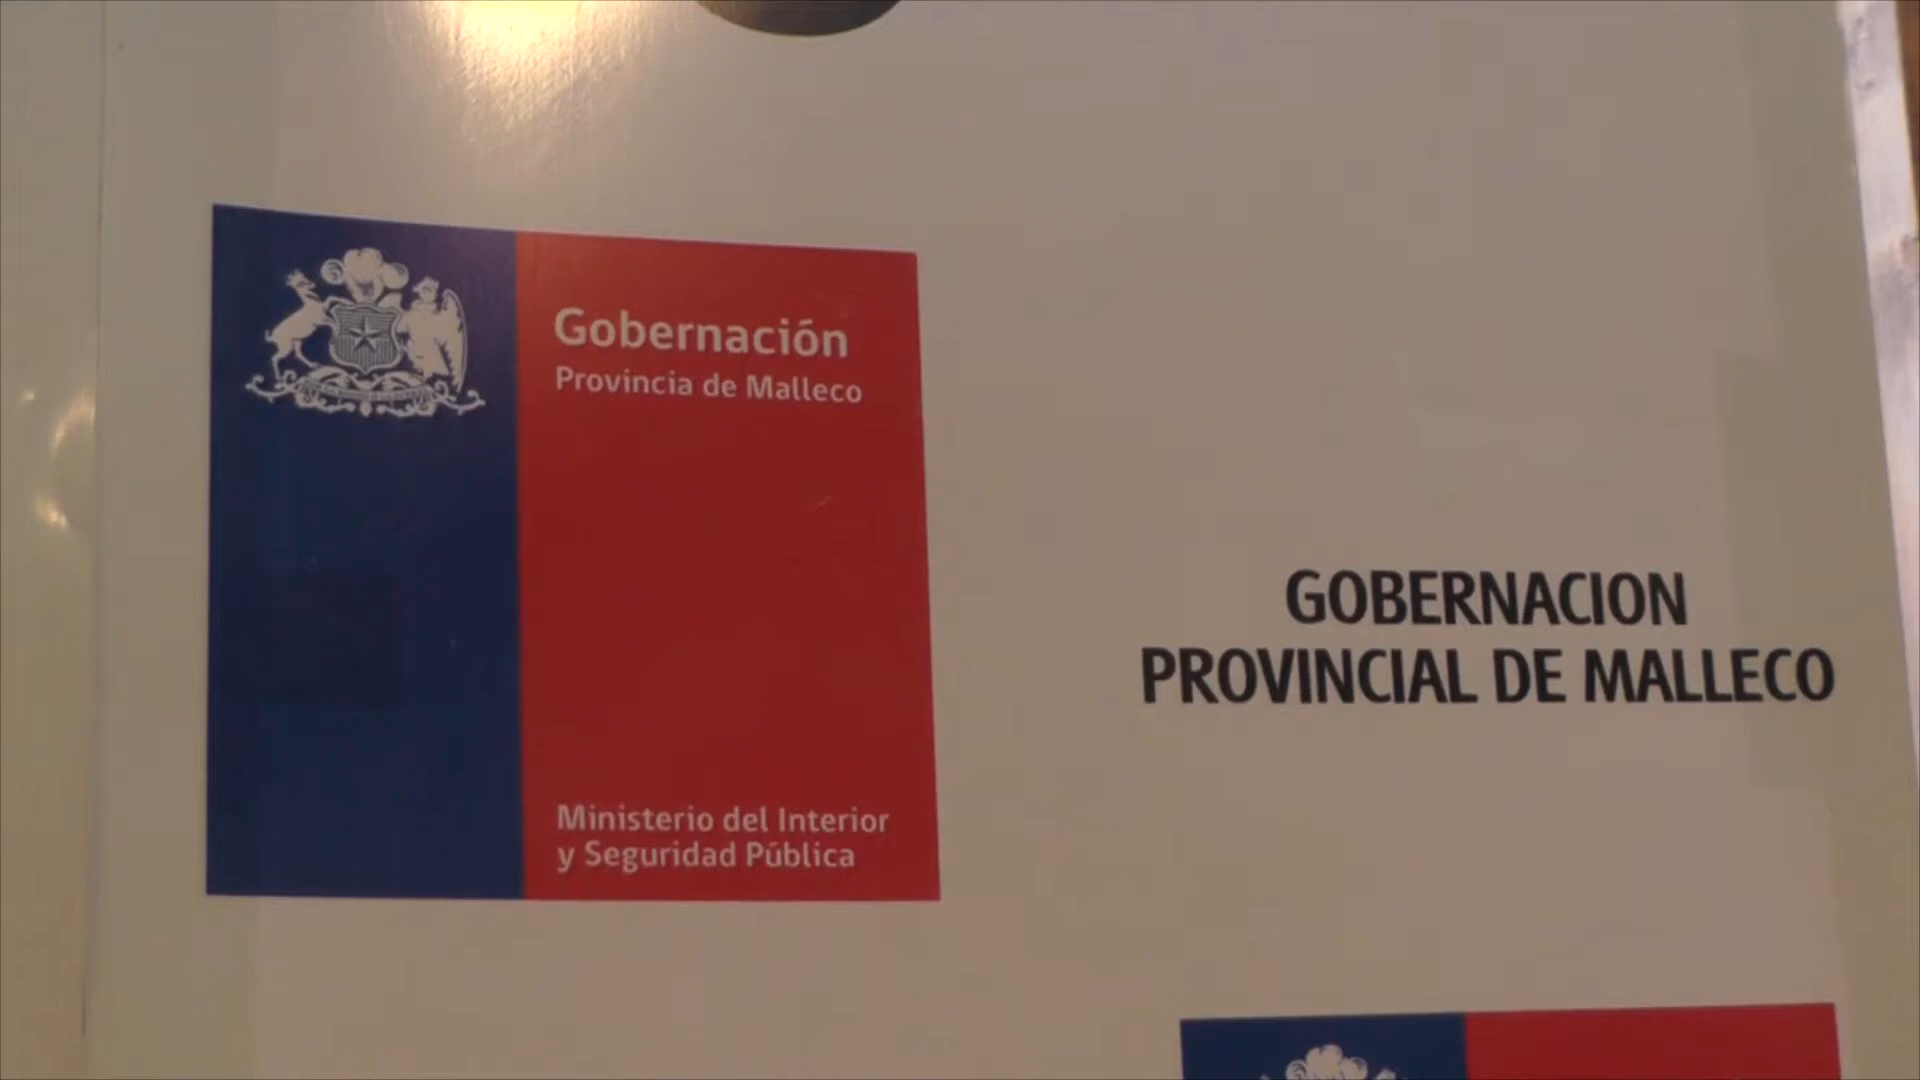 Gobernación
Provincia de Malleco
Ministerio del Interior
y Seguridad Pública
GOBERNACION
PROVINCIAL DE MALLECO